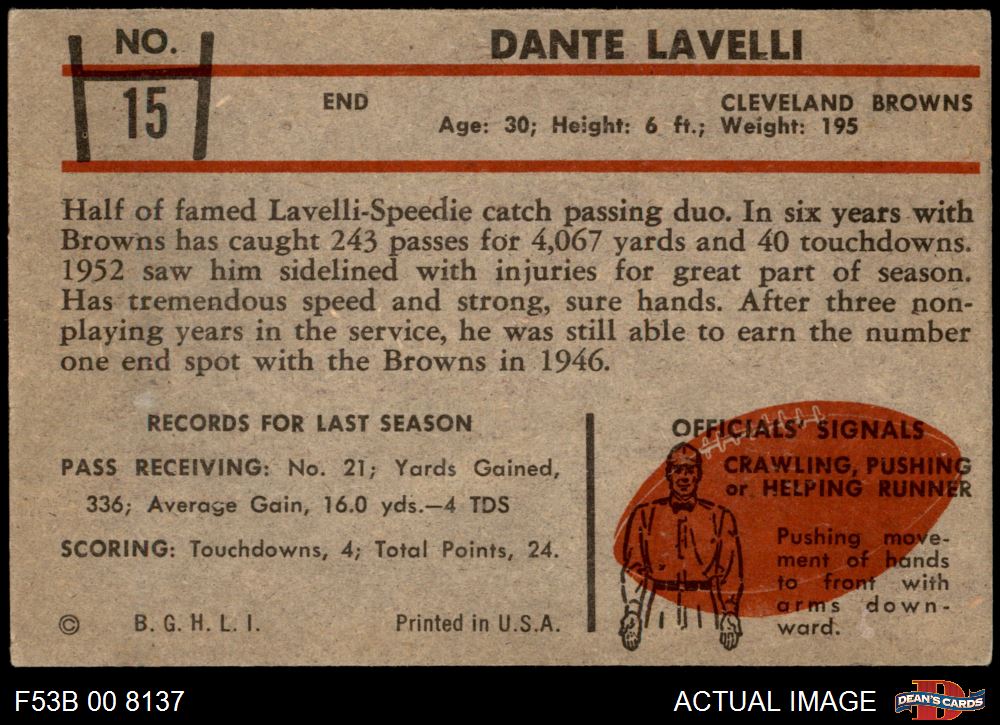 NO.
15
DANTE LAVELLI
END
CLEVELAND BROWNS
Age: 30; Height: 6 ft.; Weight: 195
Half of famed Lavelli-Speedie catch passing duo. In six years with
Browns has caught 243 passes for 4,067 yards and 40 touchdowns.
1952 saw him sidelined with injuries for great part of season.
Has tremendous speed and strong, sure hands. After three non-
playing years in the service, he was still able to earn the number
one end spot with the Browns in 1946.
RECORDS FOR LAST SEASON
PASS RECEIVING: No. 21; Yards Gained,
336; Average Gain, 16.0 yds.—4 TDS
SCORING: Touchdowns, 4; Total Points, 24.
© B. G. H. L. I.
Printed in U.S.A.
OFFICIALS' SIGNALS
CRAWLING, PUSHING
or HELPING RUNNER
Pushing move-
ment of hands
to front with
arms down-
ward.
F53B 00 8137
ACTUAL IMAGE
D
DEAN'S CARDS